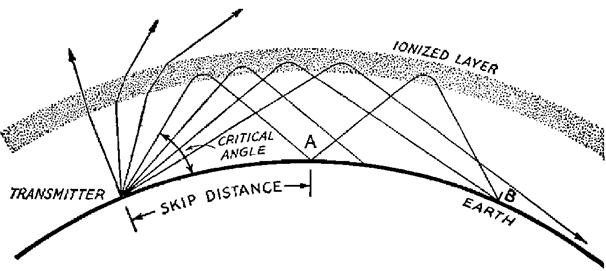 IONIZED LAYER
A
CRITICAL
ANGLE
TRANSMITTER
SKIP DISTANCE
B
EARTH